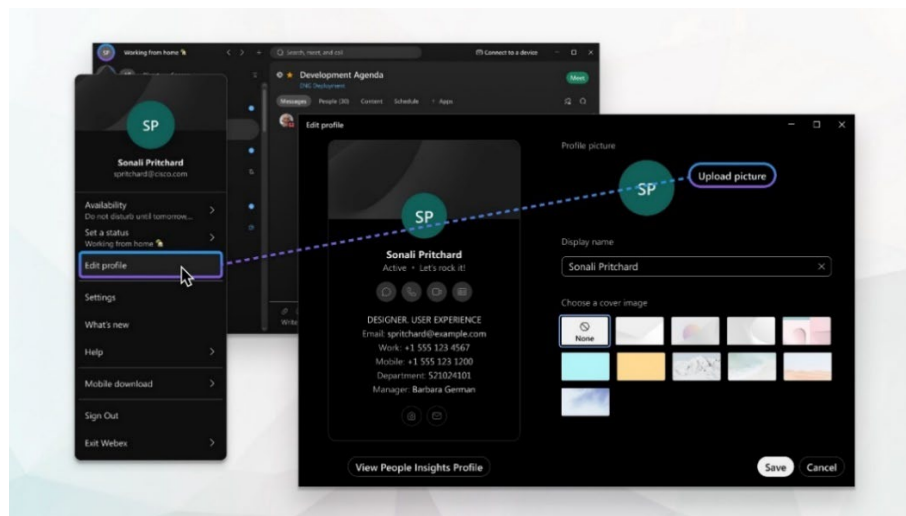 SP
Working from home
Search, meet, and call
Connect to a device
Development Agenda
ENG Deployment
Meet
Messages
People (30)
Content
Schedule
Apps
SP
Sonali Pritchard
spritchard@cisco.com
Availability
Do not disturb until tomorrow...
Set a status
Working from home
Edit profile
Settings
What's new
Help
Mobile download
Sign Out
Exit Webex
Write
Edit profile
SP
Sonali Pritchard
Active • Let's rock it!
DESIGNER. USER EXPERIENCE
Email: spritchard@example.com
Work: +1 555 123 4567
Mobile: +1 555 123 1200
Department: 521024101
Manager: Barbara German
View People Insights Profile
Profile picture
SP
Upload picture
Display name
Sonali Pritchard
Choose a cover image
None
Save
Cancel